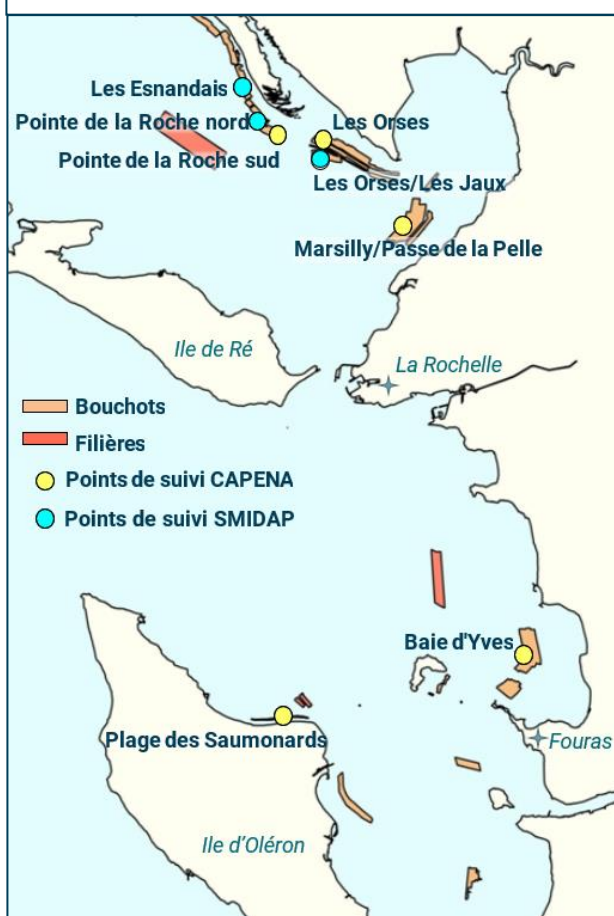 Les Esnandais
Pointe de la Roche nord
Les Orses
Pointe de la Roche sud
Les Orses/Les Jaux
Marsilly/Passe de la Pelle
Ile de Ré
La Rochelle
Bouchots
Filières
Points de suivi CAPENA
Points de suivi SMIDAP
Baie d'Yves
Plage des Saumonards
Fouras
Ile d'Oléron